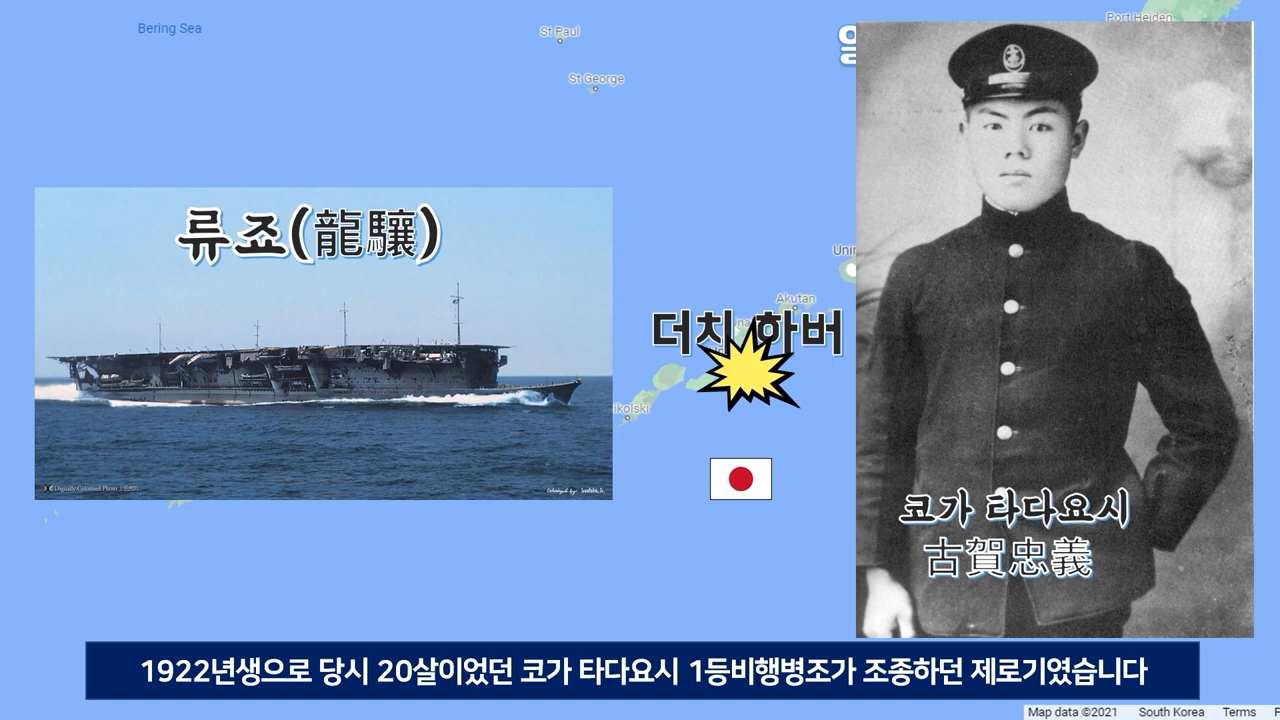 Bering Sea
St Paul
St George
Port Heiden
류죠(龍驤)
Akutan
더치 하버
코가 타다요시
古賀忠義
1922년생으로 당시 20살이었던 코가 타다요시 1등비행병조가 조종하던 제로기였습니다
Map data ©2021 South Korea Terms